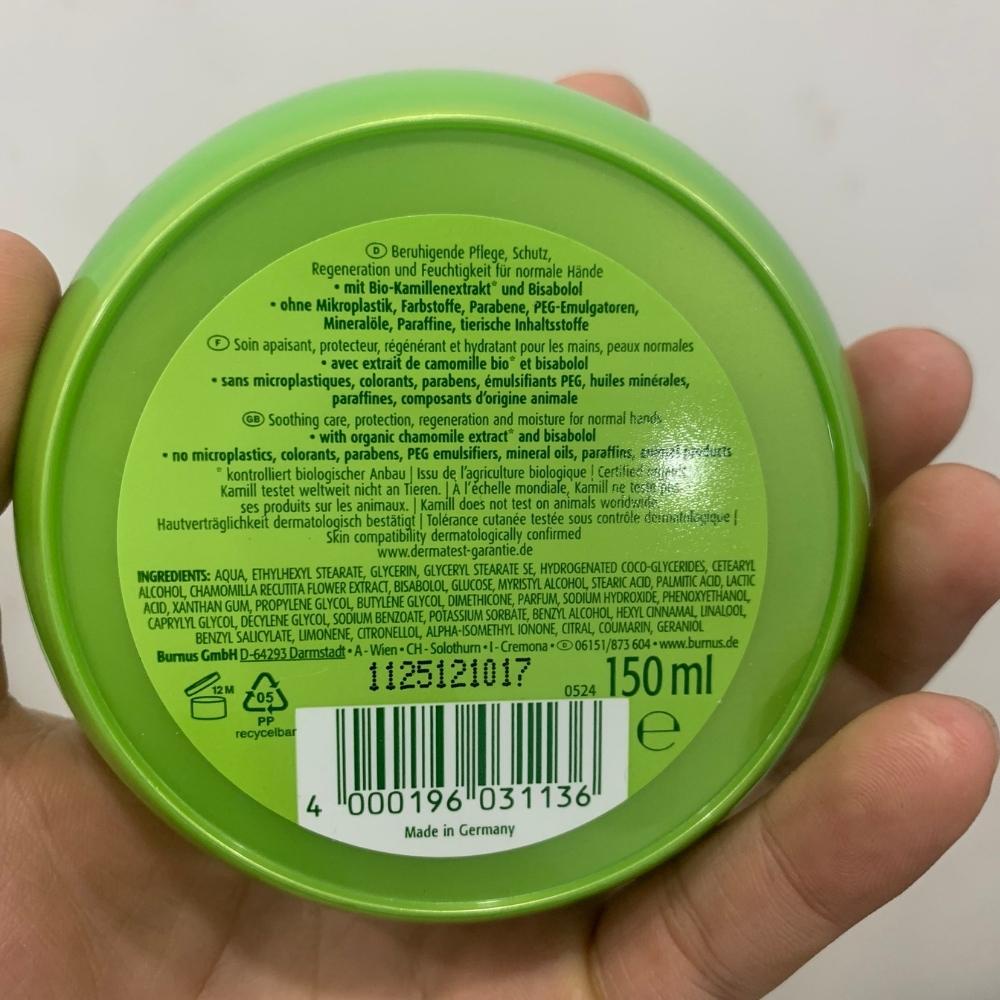 D Beruhigende Pflege, Schutz,
Regeneration und Feuchtigkeit für normale Hände
• mit Bio-Kamillenextrakt* und Bisabolol
• ohne Mikroplastik, Farbstoffe, Parabene, PEG-Emulgatoren,
Mineralöle, Paraffine, tierische Inhaltsstoffe
F Soin apaisant, protecteur, régénérant et hydratant pour les mains, peaux normales
• avec extrait de camomille bio* et bisabolol
• sans microplastiques, colorants, parabens, émulsifiants PEG, huiles minérales,
paraffines, composants d'origine animale
GB Soothing care, protection, regeneration and moisture for normal hands
• with organic chamomile extract* and bisabolol
• no microplastics, colorants, parabens, PEG emulsifiers, mineral oils, paraffins, animal products
* kontrolliert biologischer Anbau | Issu de l'agriculture biologique | Certified
Kamill testet weltweit nicht an Tieren. | À l'échelle mondiale, Kamill ne teste pas
ses produits sur les animaux. | Kamill does not test on animals worldwide.
Hautverträglichkeit dermatologisch bestätigt | Tolérance cutanée testée sous contrôle dermatologique |
Skin compatibility dermatologically confirmed
www.dermatest-garantie.de
INGREDIENTS: AQUA, ETHYLHEXYL STEARATE, GLYCERIN, GLYCERYL STEARATE SE, HYDROGENATED COCO-GLYCERIDES, CETEARYL
ALCOHOL, CHAMOMILLA RECUTITA FLOWER EXTRACT, BISABOLOL, GLUCOSE, MYRISTYL ALCOHOL, STEARIC ACID, PALMITIC ACID, LACTIC
ACID, XANTHAN GUM, PROPYLENE GLYCOL, BUTYLENE GLYCOL, DIMETHICONE, PARFUM, SODIUM HYDROXIDE, PHENOXYETHANOL,
CAPRYLYL GLYCOL, DECYLENE GLYCOL, SODIUM BENZOATE, POTASSIUM SORBATE, BENZYL ALCOHOL, HEXYL CINNAMAL, LINALOOL,
BENZYL SALICYLATE, LIMONENE, CITRONELLOL, ALPHA-ISOMETHYL IONONE, CITRAL, COUMARIN, GERANIOL
Burnus GmbH D-64293 Darmstadt • A - Wien • CH - Solothurn • I - Cremona • D 06151/873 604 • www.burnus.de
1125121017
12M
05
PP
recycelbar
0524 150 ml
e
4 000196 031136
Made in Germany